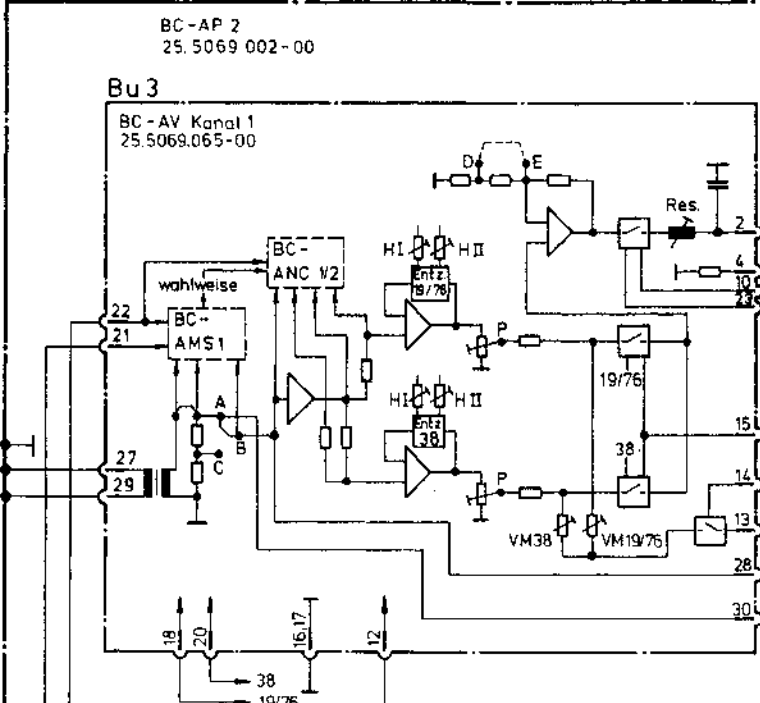 BC-AP 2
25.5069 002-00
Bu 3
BC-AV Kanal 1
25.5069.065-00
D
E
Res.
2
BC-
ANC 1/2
HI
HII
Entz.
19/76
4
10
23
wahlweise
22
BC-
AMS1
21
P
19/76
A
HI
HII
Entz.
38
B
15
38
C
27
29
P
14
13
VM38
VM19/76
28
30
18
20
16,17
12
38
19/76